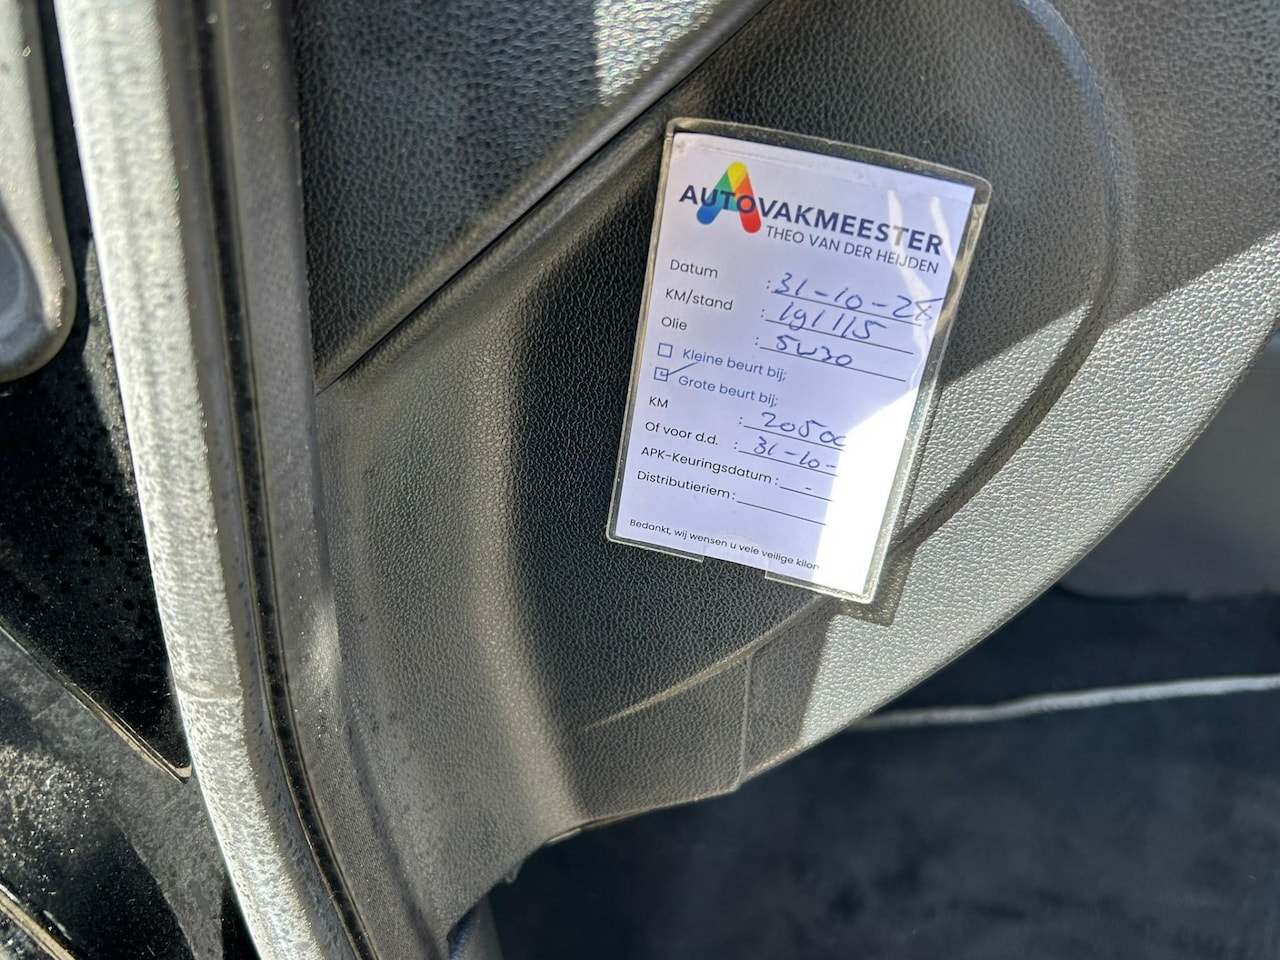 AUTOVAKMEESTER
THEO VAN DER HEIJDEN
Datum : 31-10-
KM/stand : 191115
Olie : 5W30
Kleine beurt bij;
Grote beurt bij;
KM : 20500
Of voor d.d. : 31-10-
APK-Keuringsdatum : -
Distributieriem :
Bedankt, wij wensen u vele veilige kilom